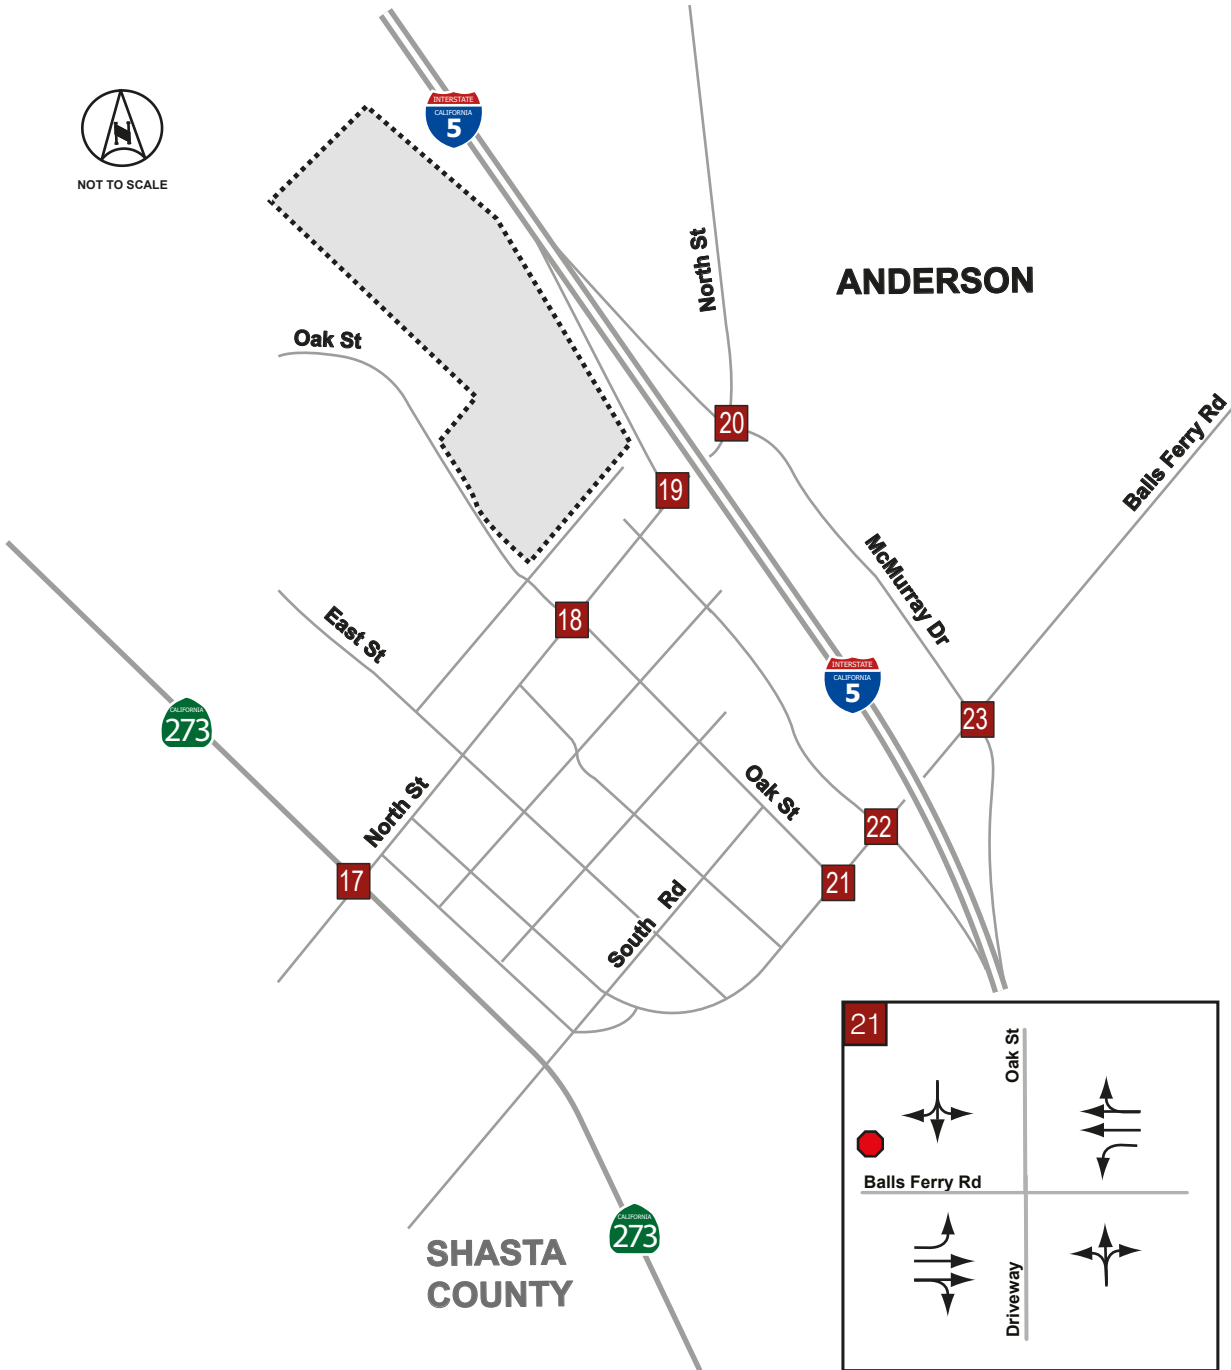 INTERSTATE
CALIFORNIA
5
N
NOT TO SCALE
North St
ANDERSON
Oak St
20
Balls Ferry Rd
19
McMurray Dr
18
East St
INTERSTATE
CALIFORNIA
5
CALIFORNIA
273
23
Oak St
North St
22
17
21
South Rd
21
Oak St
Balls Ferry Rd
CALIFORNIA
273
SHASTA
COUNTY
Driveway